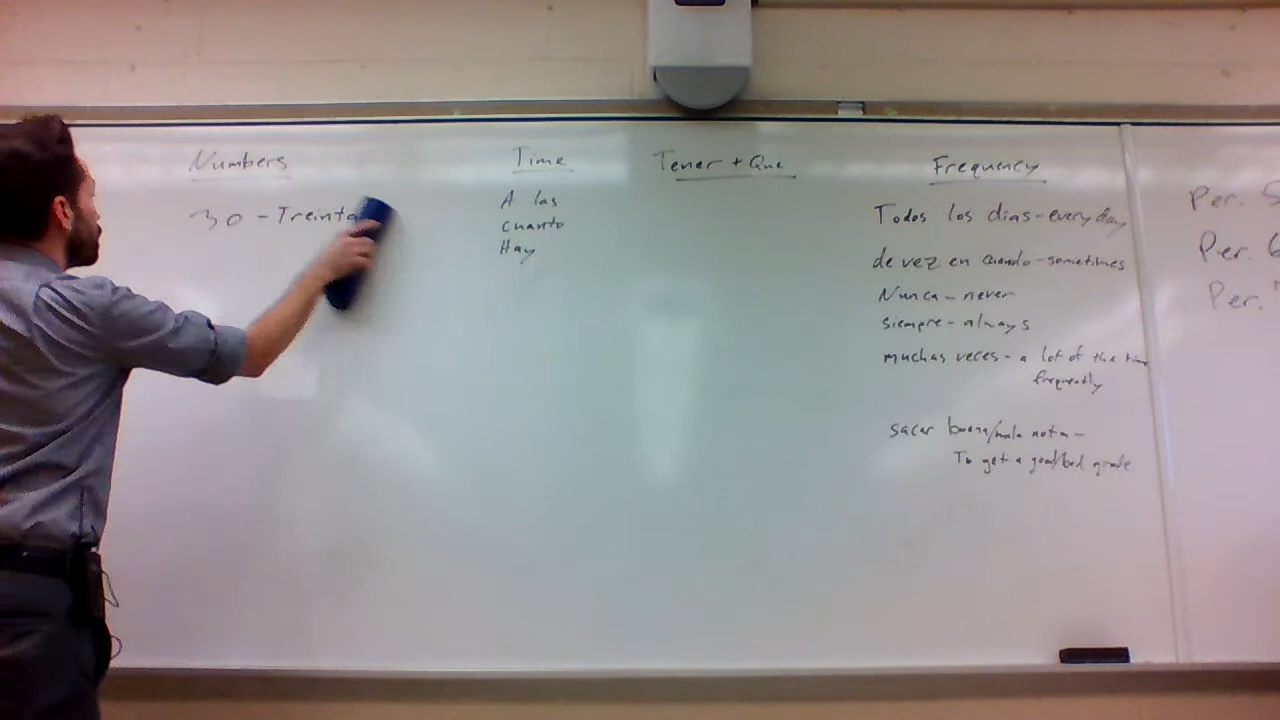 Numbers
30 - Treinta
Time
A las
cuanto
Hay
Tener + Que
Frequency
Todos los dias - every day
de vez en cuando - sometimes
Nunca - never
siempre - always
muchas veces - a lot of the time
frequently
sacar buena/mala nota -
To get a good/bad grade
Per. 5
Per. 6
Per.